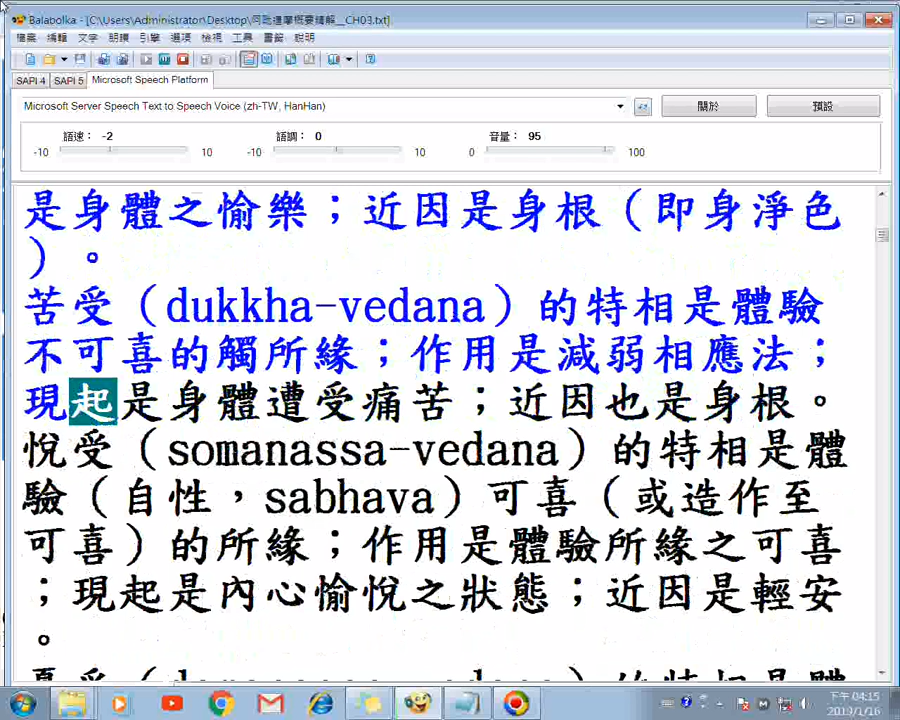 Balabolka - [C:\Users\Administrator\Desktop\阿毗達摩概要精解__CH03.txt]
檔案 編輯 文字 朗讀 引擎 選項 檢視 工具 書籤 說明
SAPI 4 SAPI 5 Microsoft Speech Platform
Microsoft Server Speech Text to Speech Voice (zh-TW, HanHan) 關於 預設
語速： -2 語調： 0 音量： 95
-10 10 -10 10 0 100
是身體之愉樂；近因是身根（即身淨色
）。
苦受（dukkha-vedana）的特相是體驗
不可喜的觸所緣；作用是減弱相應法；
現起是身體遭受痛苦；近因也是身根。
悅受（somanassa-vedana）的特相是體
驗（自性，sabhava）可喜（或造作至
可喜）的所緣；作用是體驗所緣之可喜
；現起是內心愉悅之狀態；近因是輕安
。
下午 04:15
2019/1/16